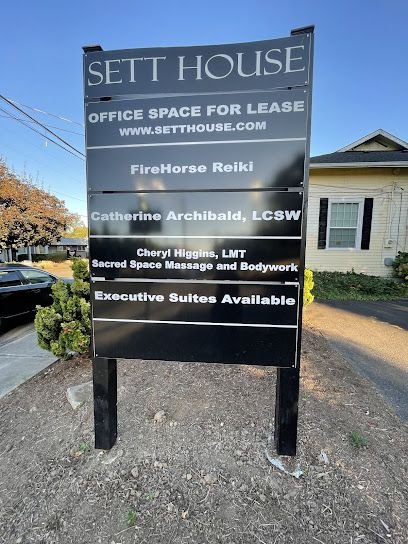 SETT HOUSE
OFFICE SPACE FOR LEASE
www.setthouse.com
FireHorse Reiki
Catherine Archibald, LCSW
Cheryl Higgins, LMT
Sacred Space Massage and Bodywork
Executive Suites Available